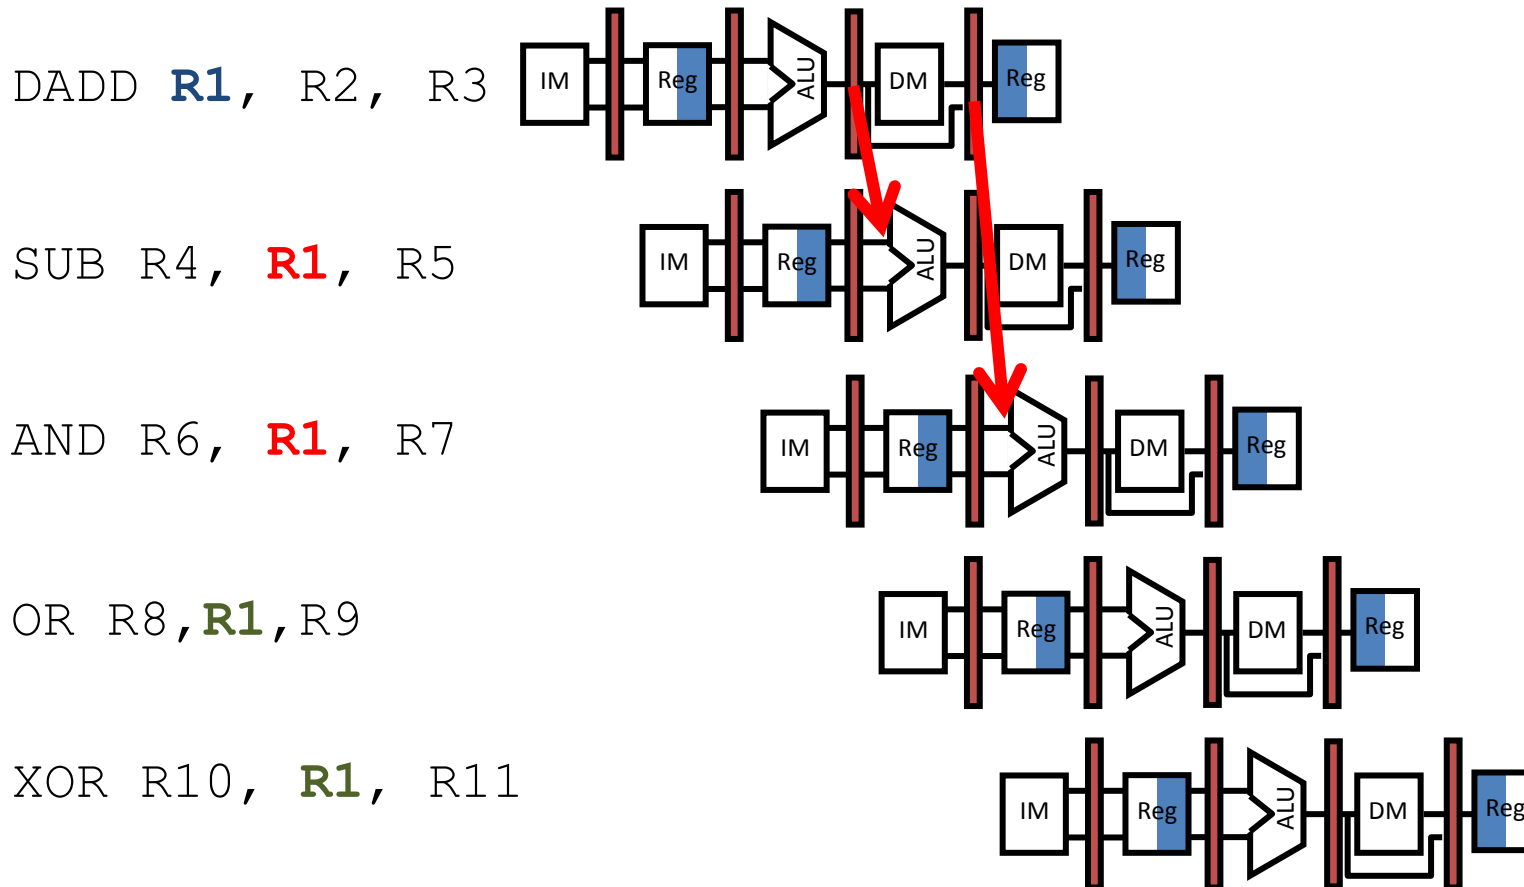 DADD R1, R2, R3 IM Reg ALU DM Reg
SUB R4, R1, R5 IM Reg ALU DM Reg
AND R6, R1, R7 IM Reg ALU DM Reg
OR R8,R1,R9 IM Reg ALU DM Reg
XOR R10, R1, R11 IM Reg ALU DM Reg